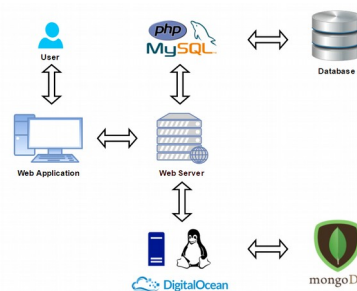 php
User
MySQL
Database
Web Application
Web Server
DigitalOcean
mongoD